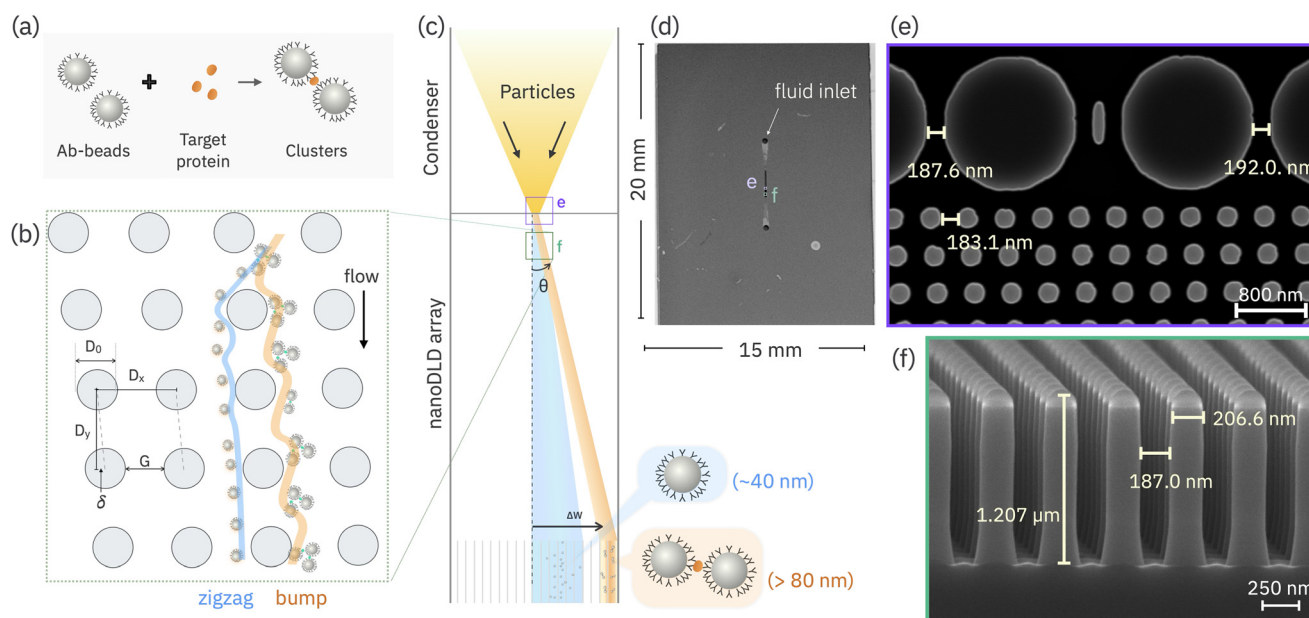 (a)
Ab-beads
Target
protein
Clusters
(b)
flow
D₀
Dₓ
Dᵧ
G
δ
zigzag
bump
(c)
Condenser
nanoDLD array
Particles
e
f
θ
Δw
(~40 nm)
(> 80 nm)
(d)
20 mm
fluid inlet
e
f
15 mm
(e)
187.6 nm
192.0. nm
183.1 nm
800 nm
(f)
206.6 nm
187.0 nm
1.207 µm
250 nm